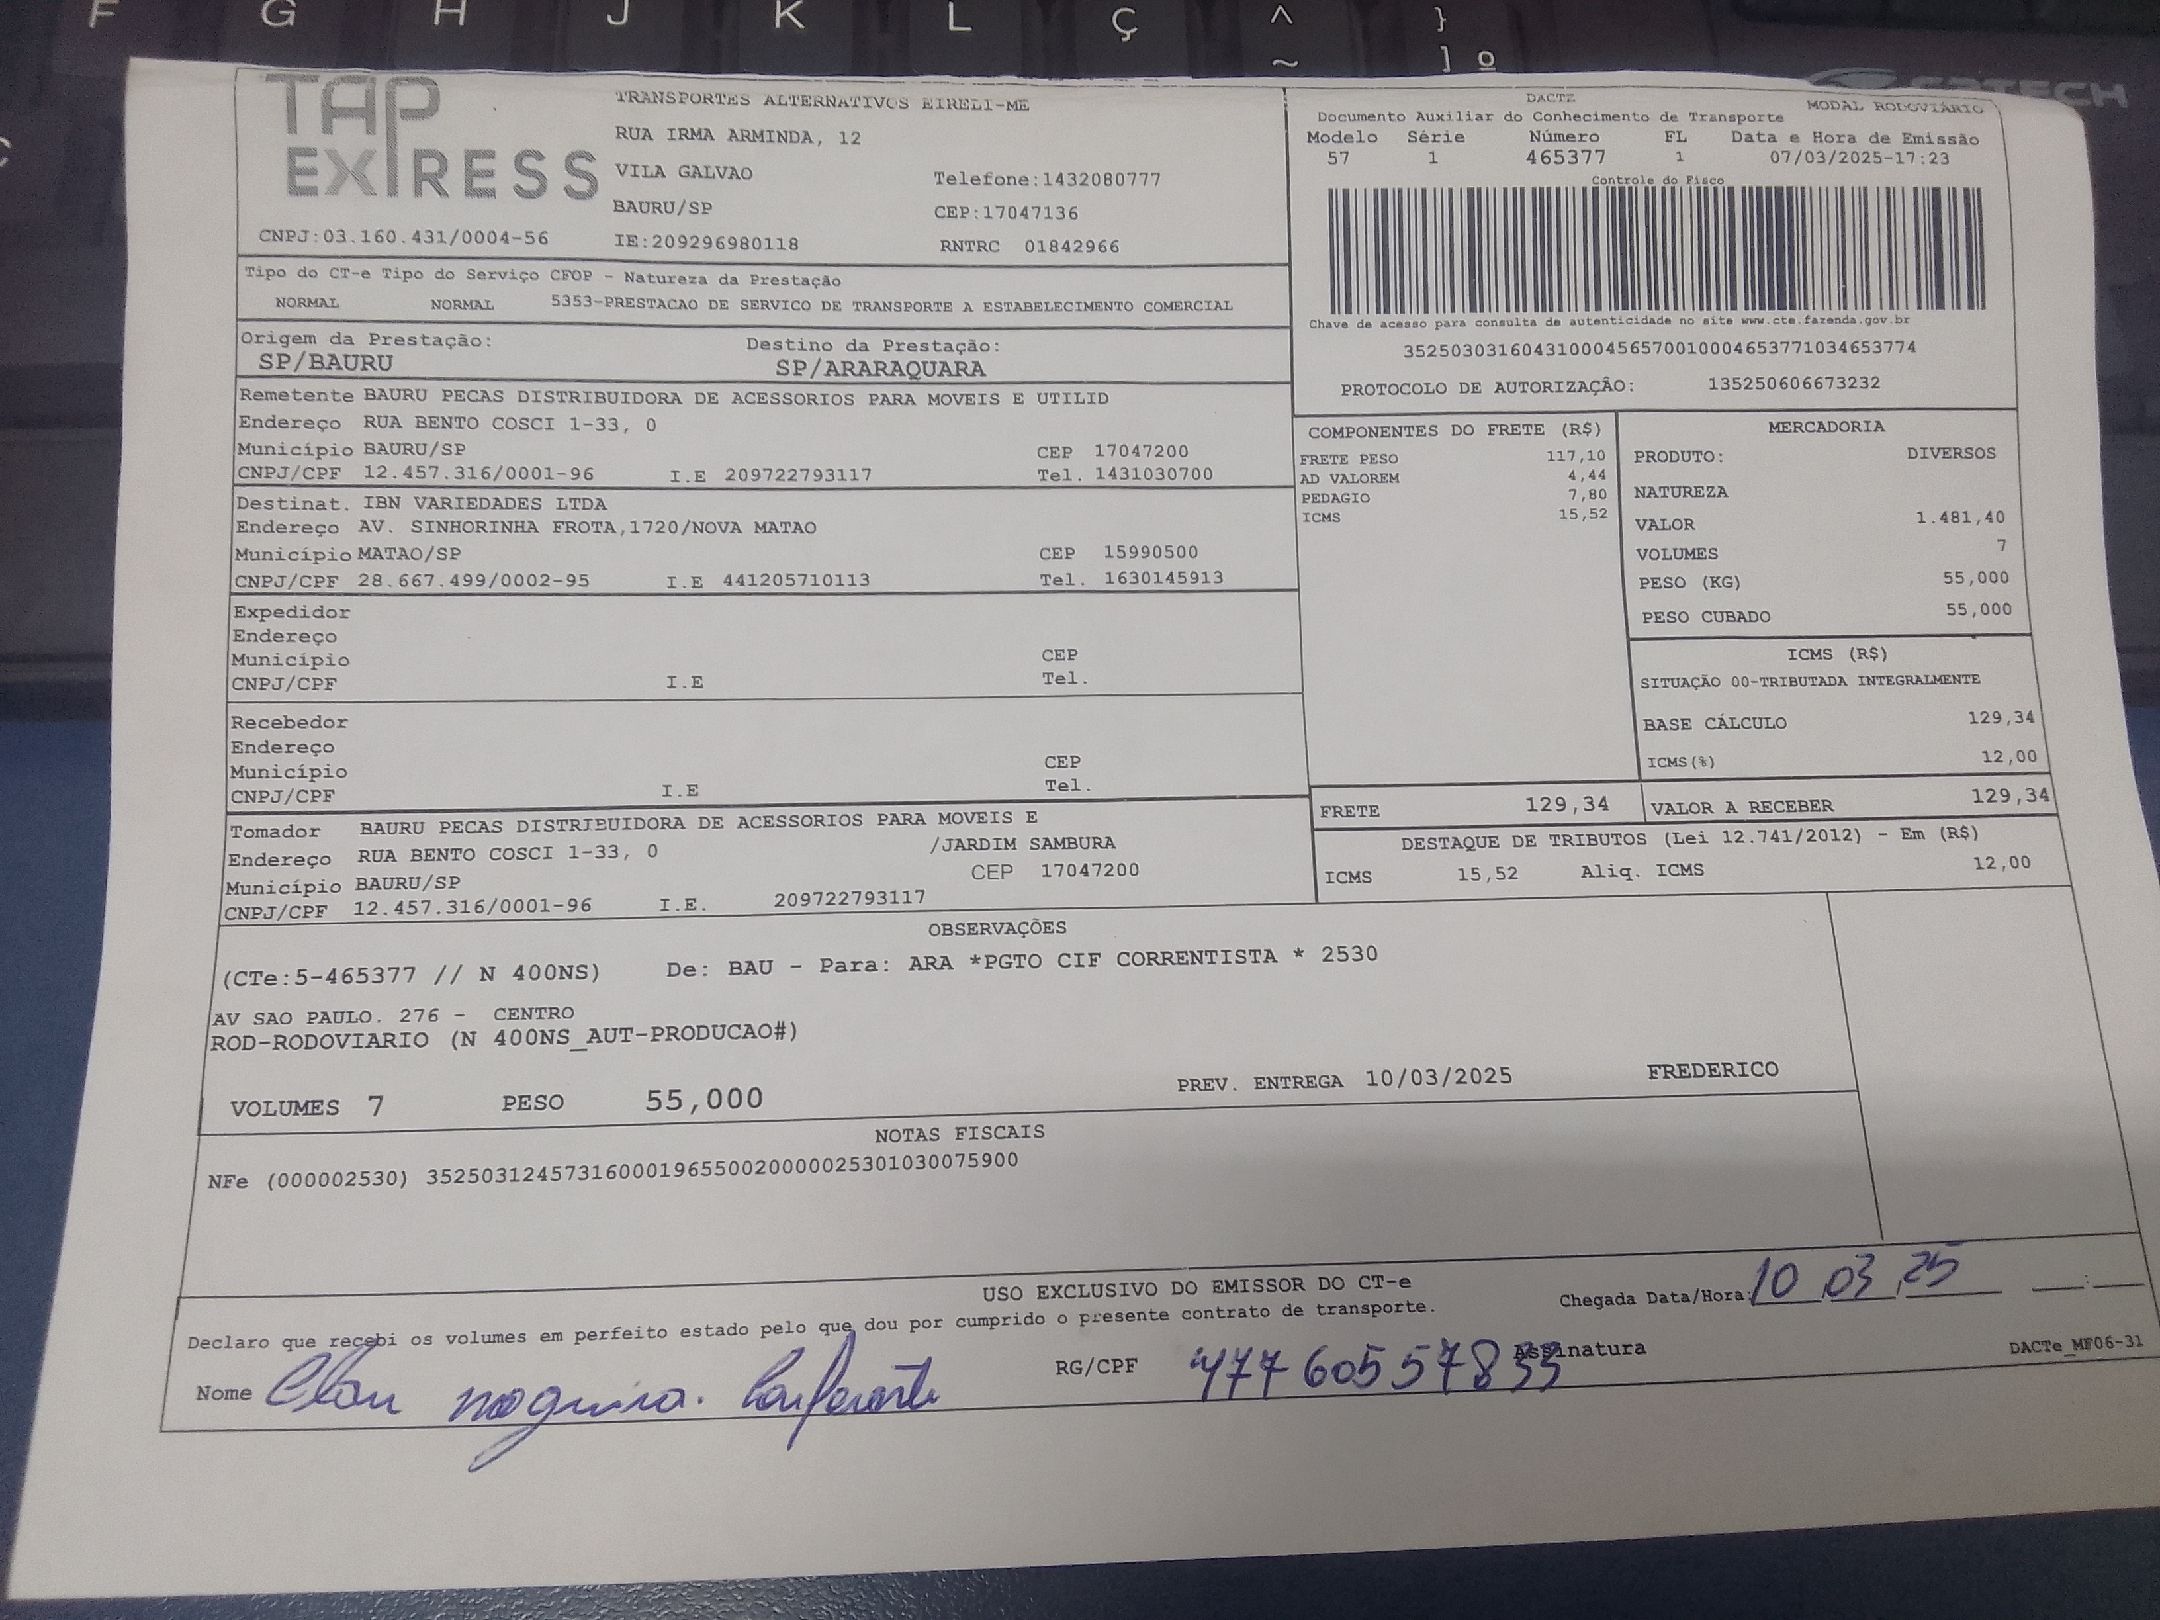 F G H J K L Ç ^ }
~ ] º
TAP EXPRESS
TRANSPORTES ALTERNATIVOS EIRELI-ME
RUA IRMA ARMINDA, 12
VILA GALVAO Telefone:1432080777
BAURU/SP CEP:17047136
CNPJ:03.160.431/0004-56 IE:209296980118 RNTRC 01842966
DACTE MODAL RODOVIÁRIO
Documento Auxiliar do Conhecimento de Transporte
Modelo Série Número FL Data e Hora de Emissão
57 1 465377 1 07/03/2025-17:23
Controle do Fisco
Chave de acesso para consulta de autenticidade no site www.cte.fazenda.gov.br
35250303160431000456570010004653771034653774
PROTOCOLO DE AUTORIZAÇÃO: 135250606673232
Tipo do CT-e Tipo do Serviço CFOP - Natureza da Prestação
NORMAL NORMAL 5353-PRESTACAO DE SERVICO DE TRANSPORTE A ESTABELECIMENTO COMERCIAL
Origem da Prestação: Destino da Prestação:
SP/BAURU SP/ARARAQUARA
Remetente BAURU PECAS DISTRIBUIDORA DE ACESSORIOS PARA MOVEIS E UTILID
Endereço RUA BENTO COSCI 1-33, 0
Município BAURU/SP CEP 17047200
CNPJ/CPF 12.457.316/0001-96 I.E 209722793117 Tel. 1431030700
Destinat. IBN VARIEDADES LTDA
Endereço AV. SINHORINHA FROTA,1720/NOVA MATAO
Município MATAO/SP CEP 15990500
CNPJ/CPF 28.667.499/0002-95 I.E 441205710113 Tel. 1630145913
Expedidor
Endereço
Município CEP
CNPJ/CPF I.E Tel.
Recebedor
Endereço
Município CEP
CNPJ/CPF I.E Tel.
Tomador BAURU PECAS DISTRIBUIDORA DE ACESSORIOS PARA MOVEIS E
Endereço RUA BENTO COSCI 1-33, 0 /JARDIM SAMBURA
Município BAURU/SP CEP 17047200
CNPJ/CPF 12.457.316/0001-96 I.E. 209722793117
COMPONENTES DO FRETE (R$)
FRETE PESO 117,10
AD VALOREM 4,44
PEDAGIO 7,80
ICMS 15,52
MERCADORIA
PRODUTO: DIVERSOS
NATUREZA
VALOR 1.481,40
VOLUMES 7
PESO (KG) 55,000
PESO CUBADO 55,000
ICMS (R$)
SITUAÇÃO 00-TRIBUTADA INTEGRALMENTE
BASE CÁLCULO 129,34
ICMS(%) 12,00
FRETE 129,34 VALOR A RECEBER 129,34
DESTAQUE DE TRIBUTOS (Lei 12.741/2012) - Em (R$)
ICMS 15,52 Aliq. ICMS 12,00
OBSERVAÇÕES
(CTe:5-465377 // N 400NS) De: BAU - Para: ARA *PGTO CIF CORRENTISTA * 2530
AV SAO PAULO. 276 - CENTRO
ROD-RODOVIARIO (N 400NS_AUT-PRODUCAO#)
VOLUMES 7 PESO 55,000 PREV. ENTREGA 10/03/2025 FREDERICO
NOTAS FISCAIS
NFe (000002530) 35250312457316000196550020000025301030075900
USO EXCLUSIVO DO EMISSOR DO CT-e
Declaro que recebi os volumes em perfeito estado pelo que dou por cumprido o presente contrato de transporte.
Chegada Data/Hora: 10 03 25 :
Nome
RG/CPF 47760557833 Assinatura
DACTe_MF06-31